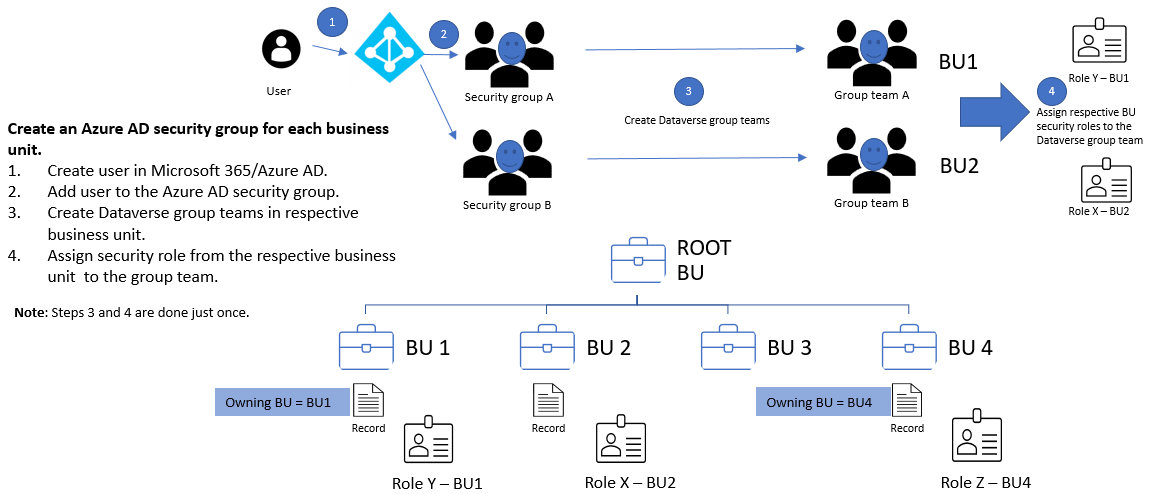 1
2
User
Security group A
Group team A
BU1
Role Y – BU1
3
Create Dataverse group teams
4
Assign respective BU
security roles to the
Dataverse group team
Security group B
Group team B
BU2
Role X – BU2
Create an Azure AD security group for each business
unit.
1. Create user in Microsoft 365/Azure AD.
2. Add user to the Azure AD security group.
3. Create Dataverse group teams in respective
business unit.
4. Assign security role from the respective business
unit to the group team.
Note: Steps 3 and 4 are done just once.
ROOT
BU
BU 1
BU 2
BU 3
BU 4
Owning BU = BU1
Record
Record
Owning BU = BU4
Record
Role Y – BU1
Role X – BU2
Role Z – BU4